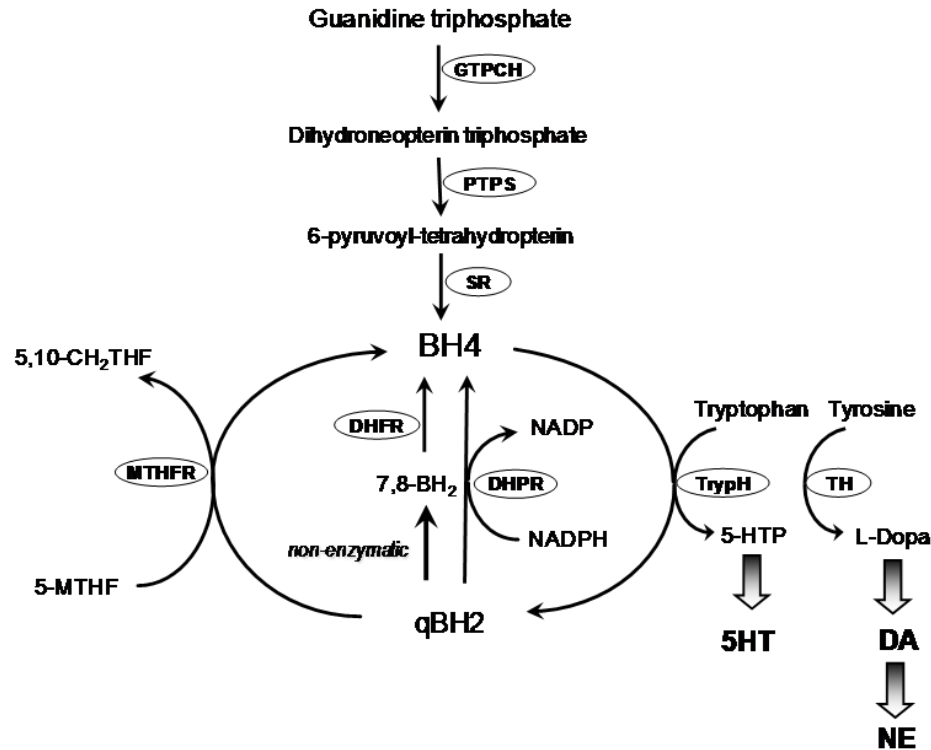 Guanidine triphosphate
GTPCH
Dihydroneopterin triphosphate
PTPS
6-pyruvoyl-tetrahydropterin
SR
BH4
5,10-CH₂THF
Tryptophan Tyrosine
DHFR
NADP
MTHFR
7,8-BH₂
DHPR
TrypH
TH
non-enzymatic
NADPH
5-HTP
L-Dopa
5-MTHF
qBH2
5HT
DA
NE